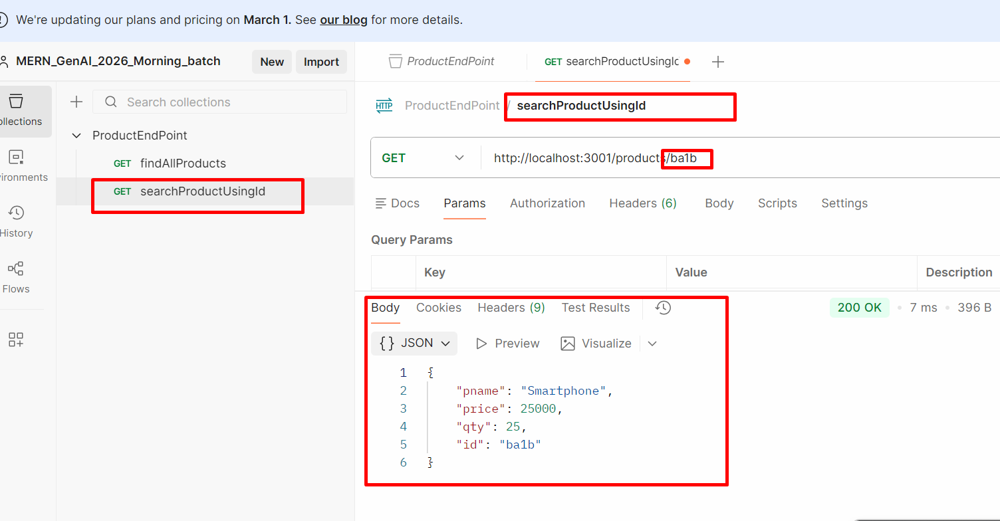 We're updating our plans and pricing on March 1. See our blog for more details.
MERN_GenAI_2026_Morning_batch
New
Import
ProductEndPoint
GET searchProductUsingIc
ollections
Search collections
HTTP
ProductEndPoint / searchProductUsingId
ProductEndPoint
GET findAllProducts
GET searchProductUsingId
GET
http://localhost:3001/products/ba1b
vironments
History
Flows
Docs
Params
Authorization
Headers (6)
Body
Scripts
Settings
Query Params
Key
Value
Description
Body
Cookies
Headers (9)
Test Results
200 OK • 7 ms • 396 B
{} JSON
Preview
Visualize
1 {
2 "pname": "Smartphone",
3 "price": 25000,
4 "qty": 25,
5 "id": "ba1b"
6 }